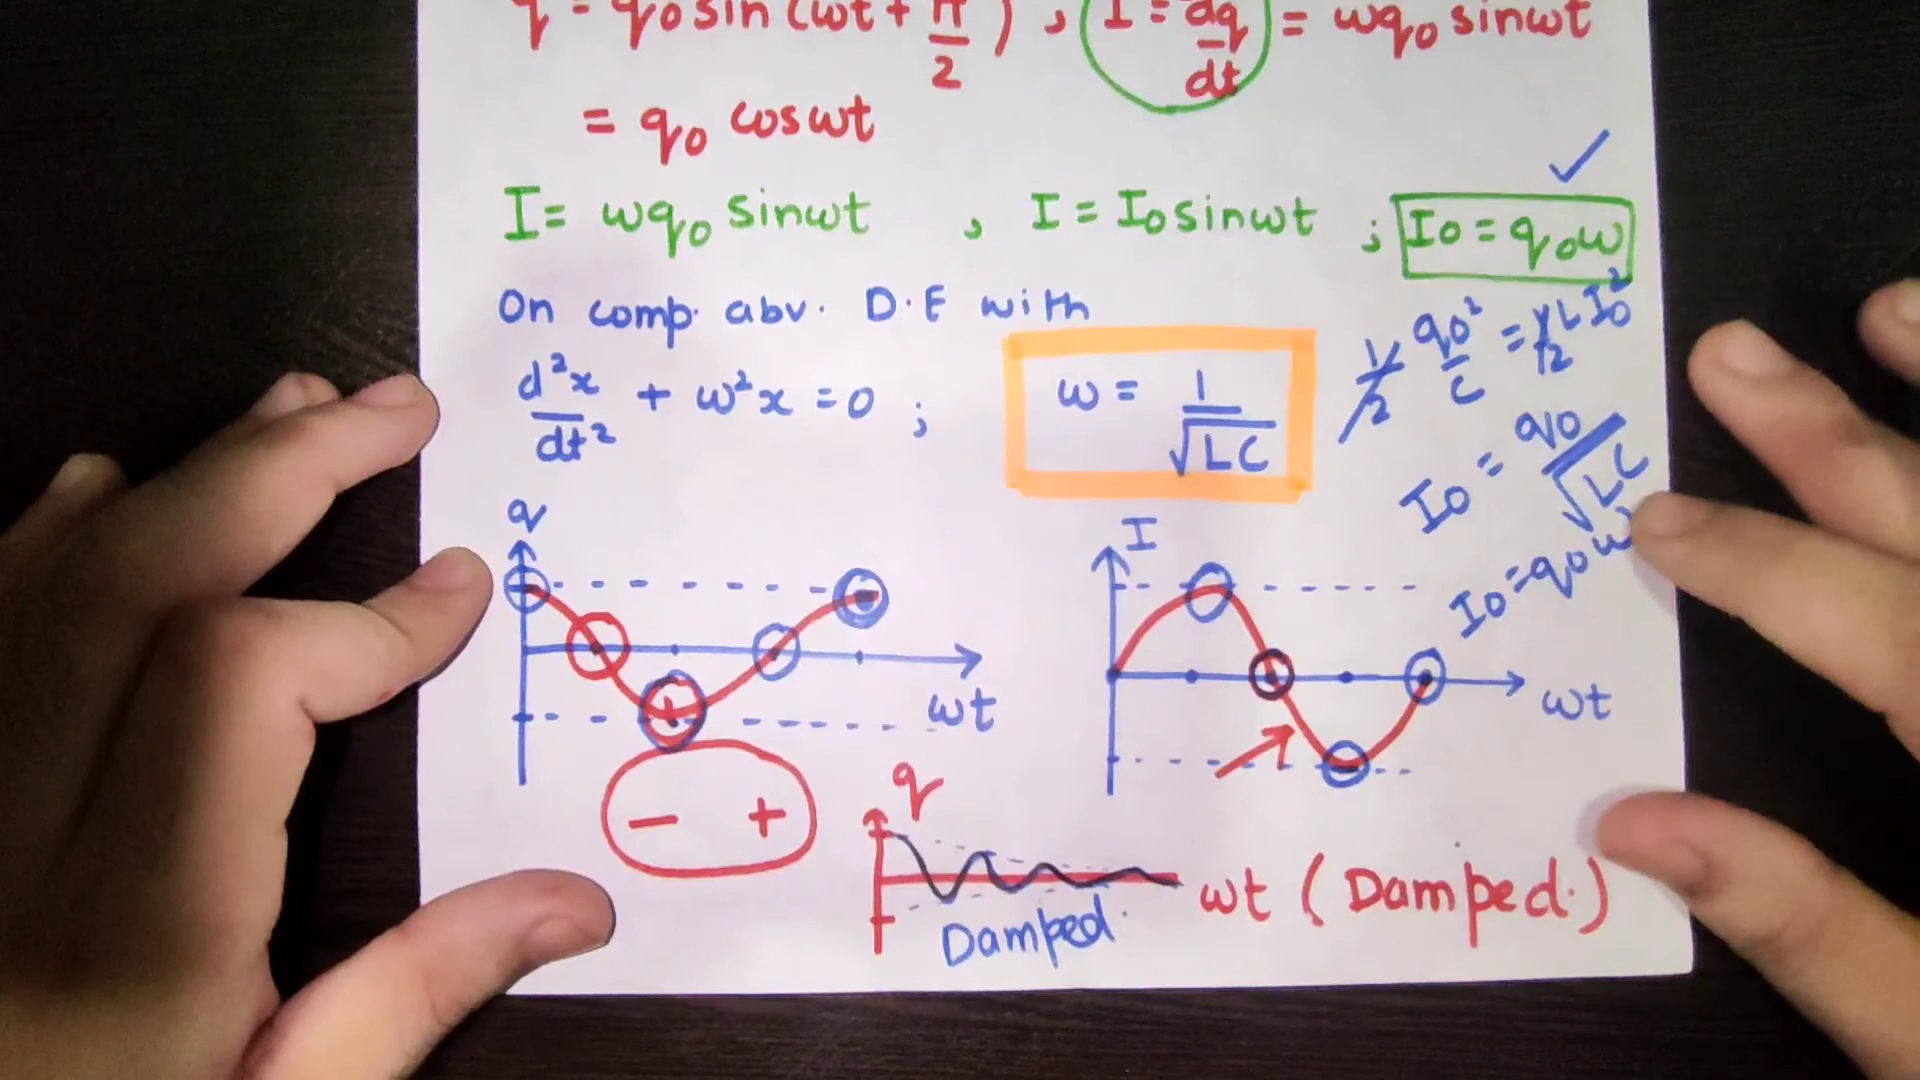 q = q₀ sin (ωt + π/2) , I = dq/dt = ωq₀ sinωt
= q₀ cosωt
I = ωq₀ sinωt , I = I₀ sinωt ; I₀ = q₀ω
On comp. abv. D.E with
d²x/dt² + ω²x = 0 ; ω = 1/√LC
1/2 q₀²/C = 1/2 L I₀²
I₀ = q₀/√LC
I₀ = q₀ω
q
I
ωt
ωt
+
- +
q
ωt (Damped.)
Damped.